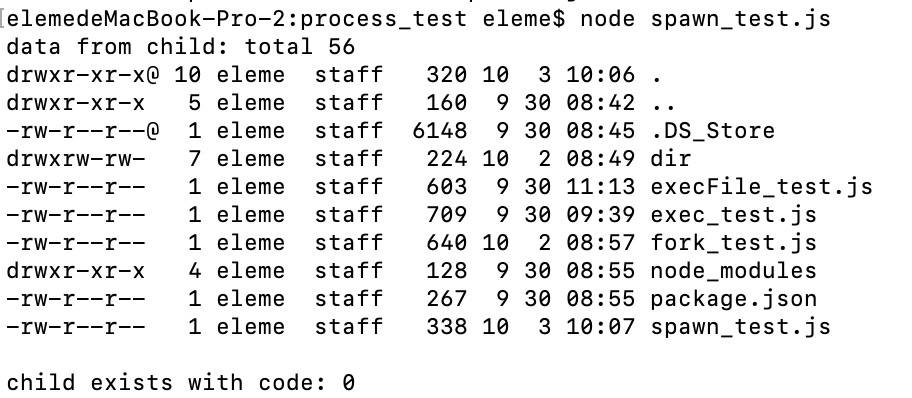 [elemedeMacBook-Pro-2:process_test eleme$ node spawn_test.js
data from child: total 56
drwxr-xr-x@ 10 eleme  staff   320 10  3 10:06 .
drwxr-xr-x   5 eleme  staff   160  9 30 08:42 ..
-rw-r--r--@  1 eleme  staff  6148  9 30 08:45 .DS_Store
drwxrw-rw-   7 eleme  staff   224 10  2 08:49 dir
-rw-r--r--   1 eleme  staff   603  9 30 11:13 execFile_test.js
-rw-r--r--   1 eleme  staff   709  9 30 09:39 exec_test.js
-rw-r--r--   1 eleme  staff   640 10  2 08:57 fork_test.js
drwxr-xr-x   4 eleme  staff   128  9 30 08:55 node_modules
-rw-r--r--   1 eleme  staff   267  9 30 08:55 package.json
-rw-r--r--   1 eleme  staff   338 10  3 10:07 spawn_test.js

child exists with code: 0